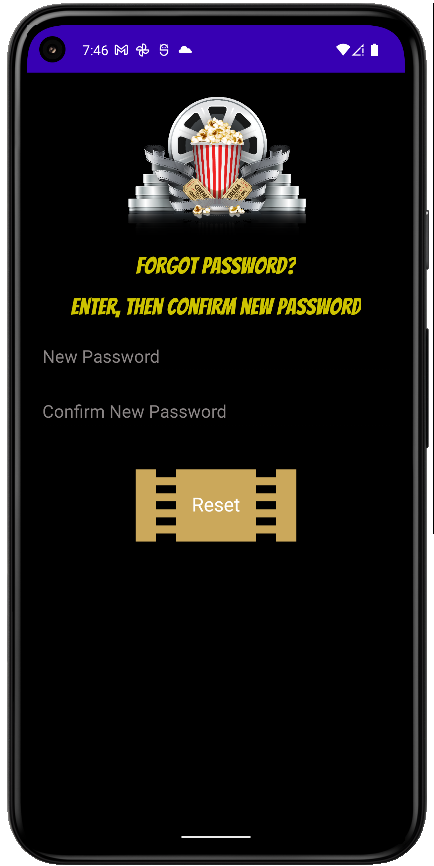 7:46
FORGOT PASSWORD?
ENTER, THEN CONFIRM NEW PASSWORD
New Password
Confirm New Password
Reset